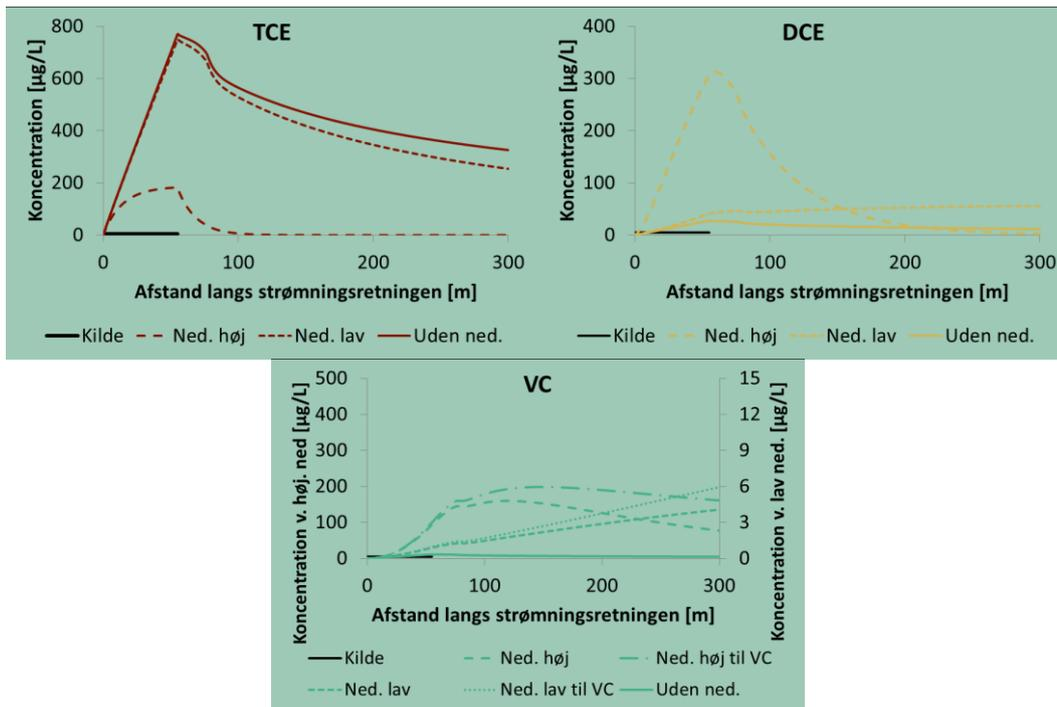 TCE
Koncentration [µg/L]
800
600
400
200
0
0 100 200 300
Afstand langs strømningsretningen [m]
Kilde Ned. høj Ned. lav Uden ned.
DCE
Koncentration [µg/L]
400
300
200
100
0
0 100 200 300
Afstand langs strømningsretningen [m]
Kilde Ned. høj Ned. lav Uden ned.
VC
Koncentration v. høj. ned [µg/L]
500
400
300
200
100
0
15
12
9
6
3
0
Koncentration v. lav ned. [µg/L]
0 100 200 300
Afstand langs strømningsretningen [m]
Kilde Ned. høj Ned. høj til VC
Ned. lav Ned. lav til VC Uden ned.